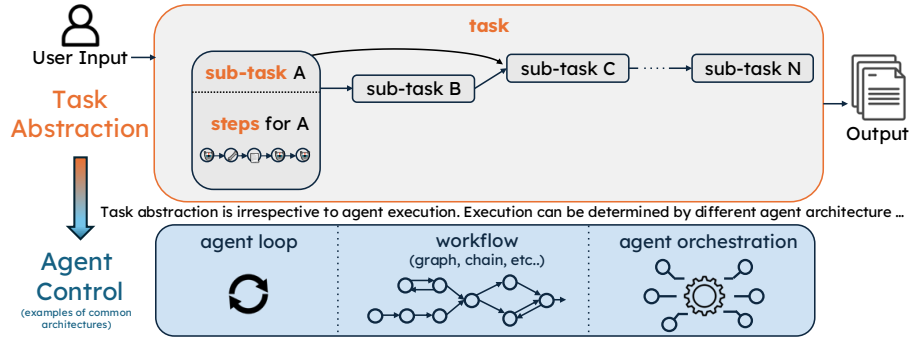 task
User Input
sub-task A
sub-task B
sub-task C
sub-task N
steps for A
Output
Task
Abstraction
Task abstraction is irrespective to agent execution. Execution can be determined by different agent architecture ...
Agent
Control
(examples of common
architectures)
agent loop
workflow
(graph, chain, etc..)
agent orchestration